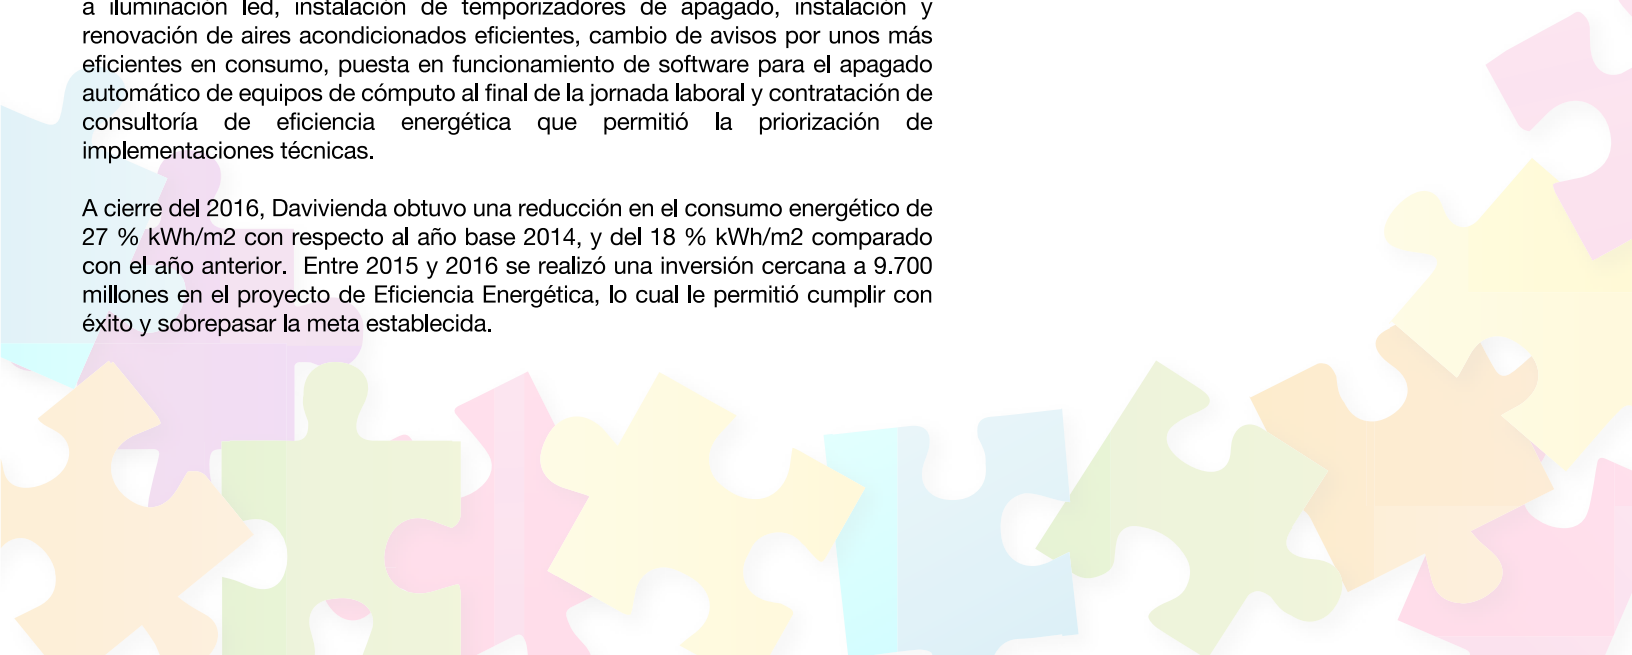 a iluminación led, instalación de temporizadores de apagado, instalación y
renovación de aires acondicionados eficientes, cambio de avisos por unos más
eficientes en consumo, puesta en funcionamiento de software para el apagado
automático de equipos de cómputo al final de la jornada laboral y contratación de
consultoría de eficiencia energética que permitió la priorización de
implementaciones técnicas.
A cierre del 2016, Davivienda obtuvo una reducción en el consumo energético de
27 % kWh/m2 con respecto al año base 2014, y del 18 % kWh/m2 comparado
con el año anterior.  Entre 2015 y 2016 se realizó una inversión cercana a 9.700
millones en el proyecto de Eficiencia Energética, lo cual le permitió cumplir con
éxito y sobrepasar la meta establecida.